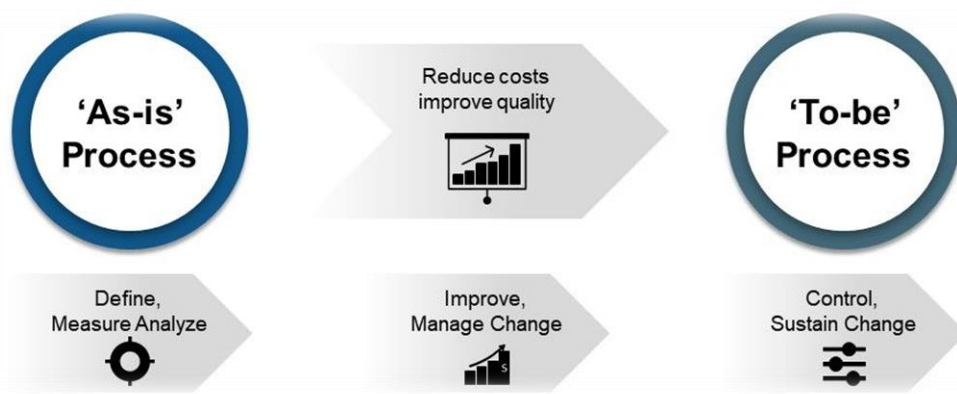 ‘As-is’
Process
Reduce costs
improve quality
‘To-be’
Process
Define,
Measure Analyze
Improve,
Manage Change
$
Control,
Sustain Change